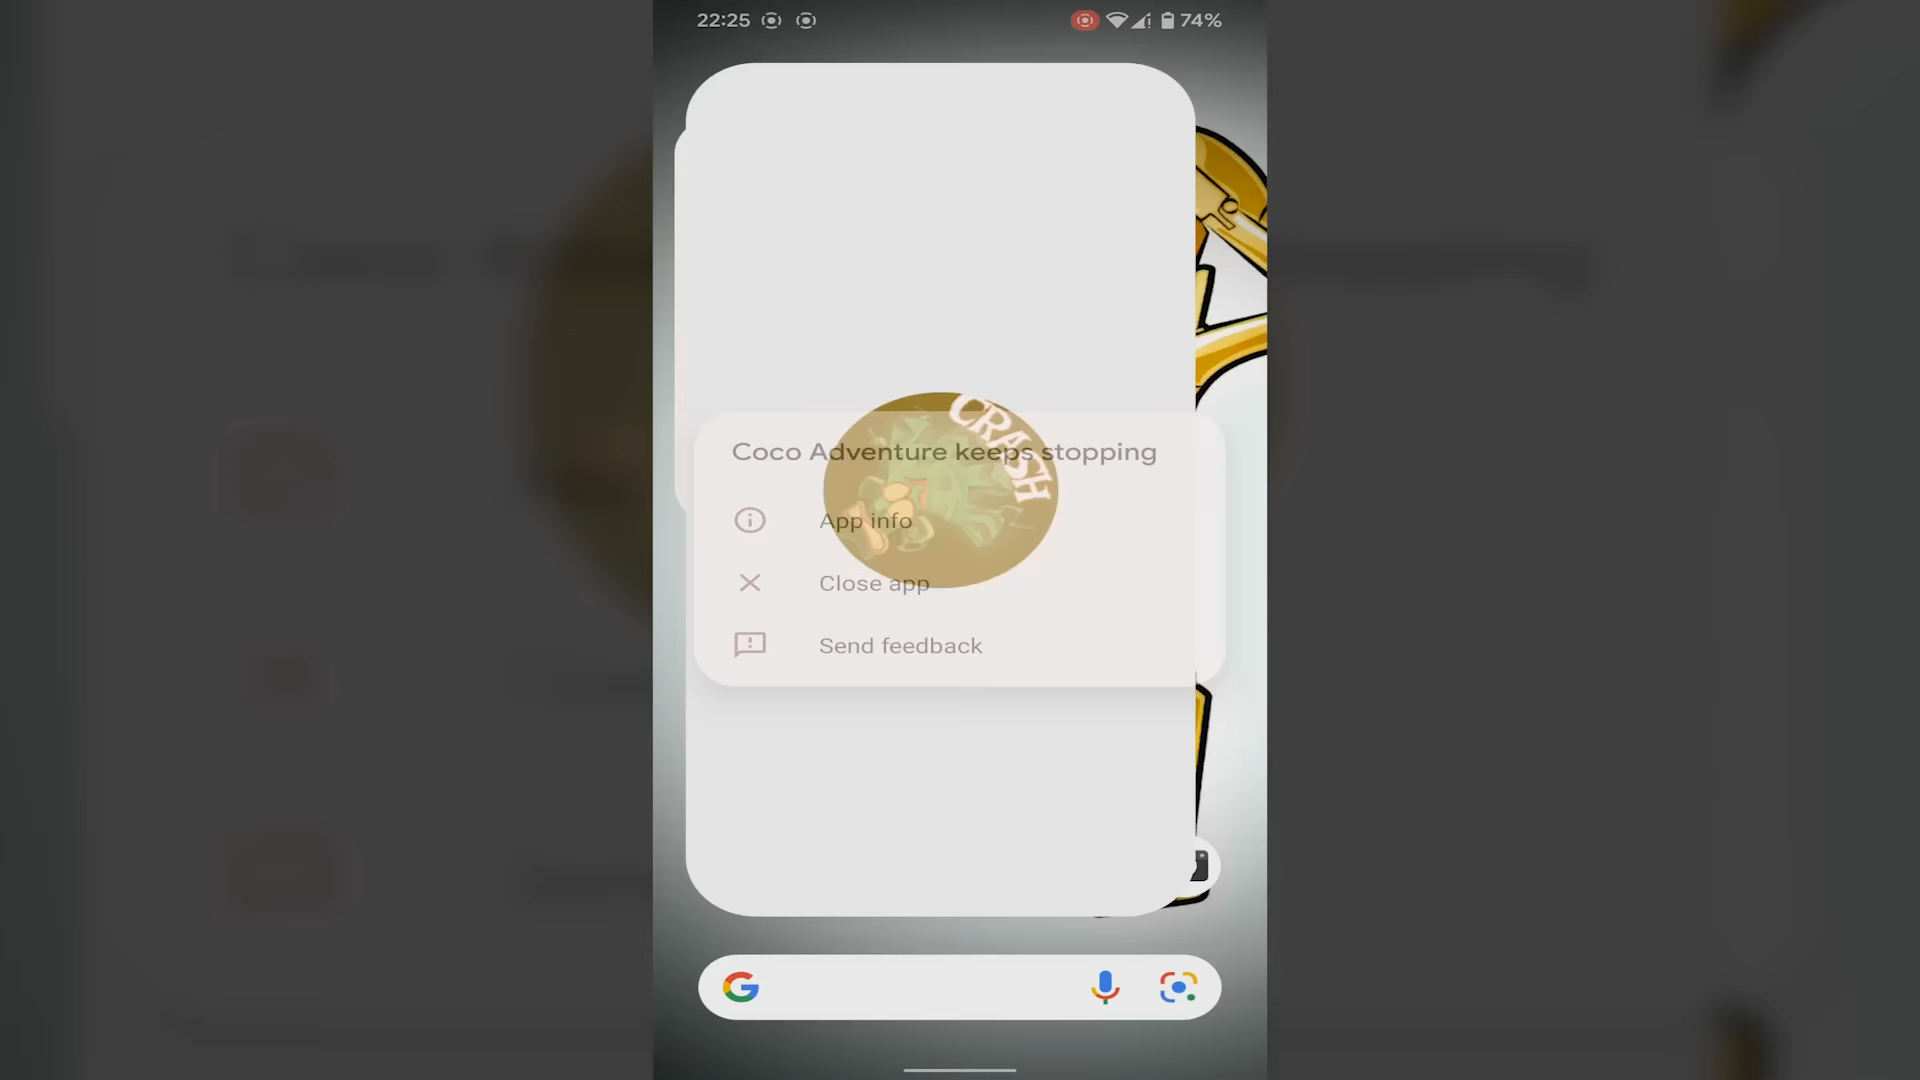 22:25
74%
CRASH
Coco Adventure keeps stopping
App info
Close app
Send feedback